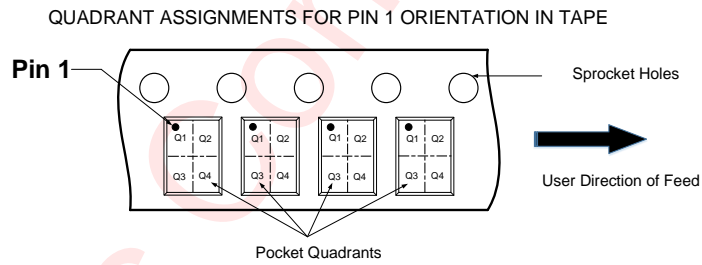 QUADRANT ASSIGNMENTS FOR PIN 1 ORIENTATION IN TAPE
Pin 1
Sprocket Holes
Q1 Q2 Q1 Q2 Q1 Q2 Q1 Q2
Q3 Q4 Q3 Q4 Q3 Q4 Q3 Q4
User Direction of Feed
Pocket Quadrants